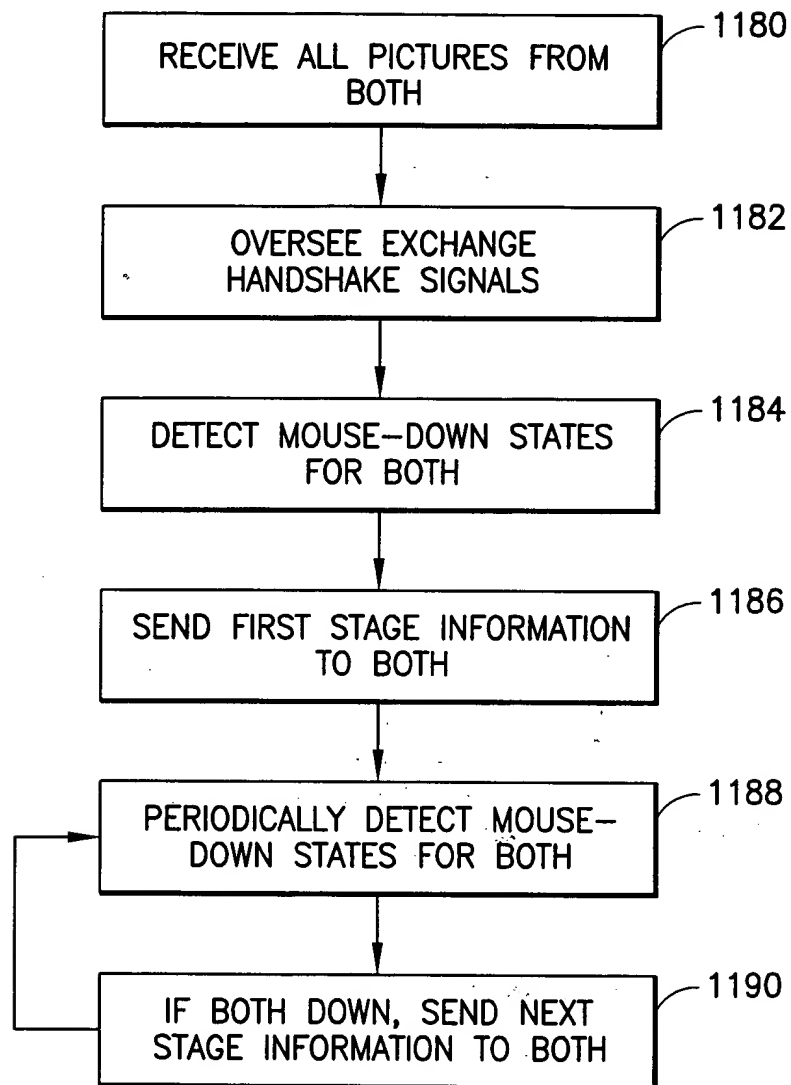 1180
RECEIVE ALL PICTURES FROM
BOTH
1182
OVERSEE EXCHANGE
HANDSHAKE SIGNALS
1184
DETECT MOUSE-DOWN STATES
FOR BOTH
1186
SEND FIRST STAGE INFORMATION
TO BOTH
1188
PERIODICALLY DETECT MOUSE-
DOWN STATES FOR BOTH
1190
IF BOTH DOWN, SEND NEXT
STAGE INFORMATION TO BOTH